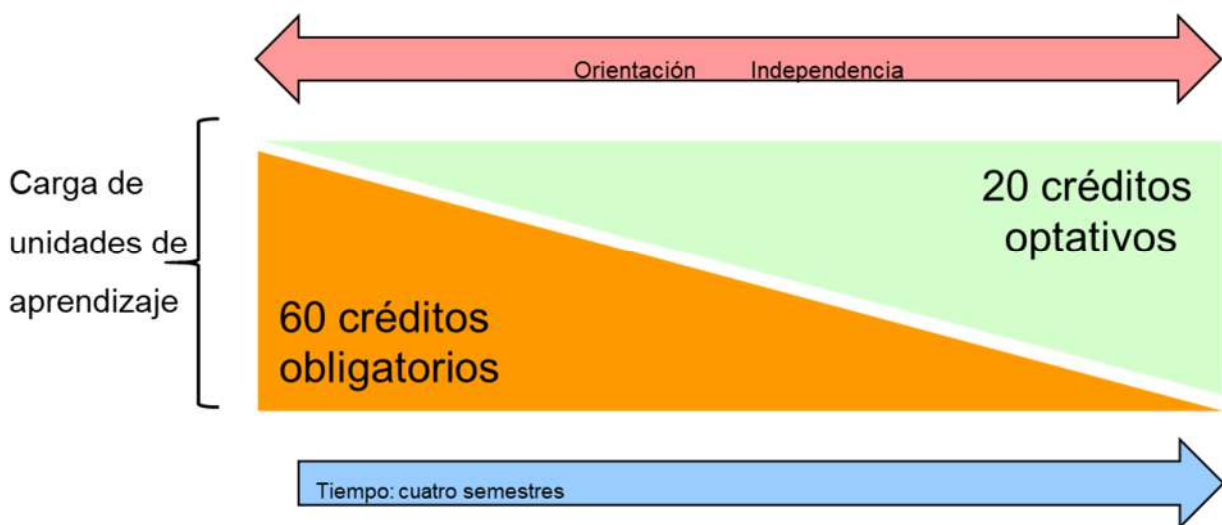 Orientación Independencia
Carga de
unidades de
aprendizaje
20 créditos
optativos
60 créditos
obligatorios
Tiempo: cuatro semestres